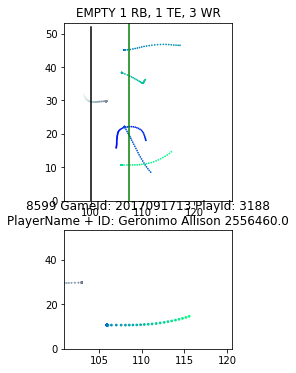 EMPTY 1 RB, 1 TE, 3 WR
50
40
30
20
10
0
100 110 120
8599 GameId: 2017091713 PlayId: 3188
PlayerName + ID: Geronimo Allison 2556460.0
40
20
0
105 110 115 120